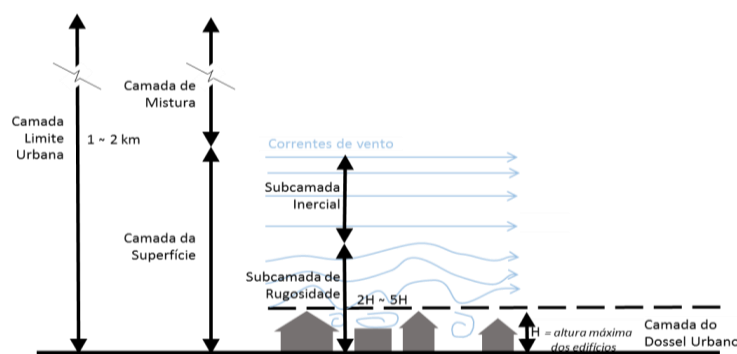 Camada
Limite
Urbana
1 ~ 2 km
Camada de
Mistura
Camada da
Superfície
Correntes de vento
Subcamada
Inercial
Subcamada de
Rugosidade
2H ~ 5H
H = altura máxima
dos edifícios
Camada do
Dossel Urbano